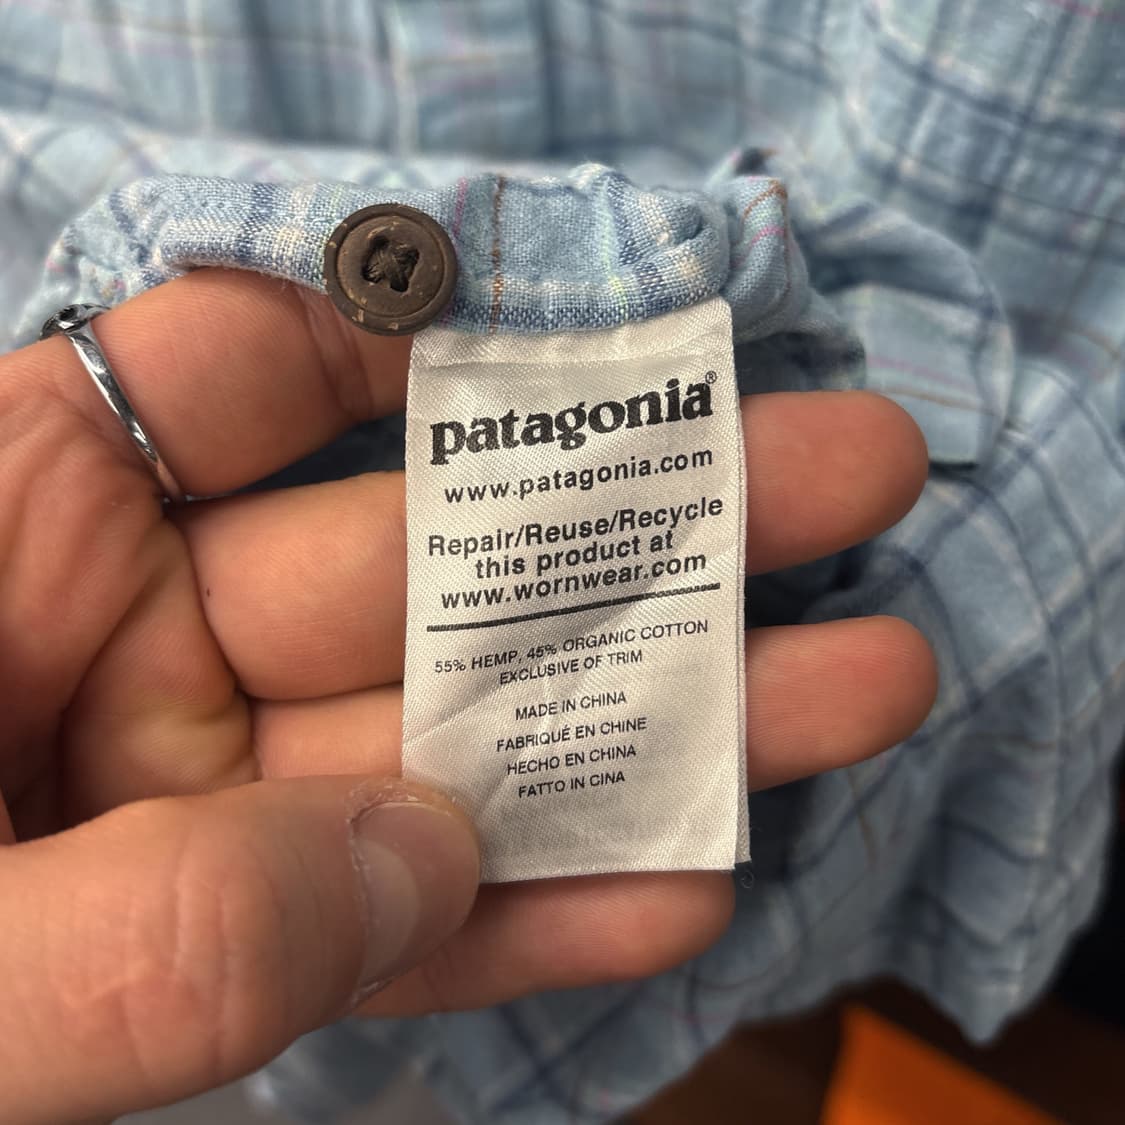 patagonia®
www.patagonia.com
Repair/Reuse/Recycle
this product at
www.wornwear.com
55% HEMP, 45% ORGANIC COTTON
EXCLUSIVE OF TRIM
MADE IN CHINA
FABRIQUÉ EN CHINE
HECHO EN CHINA
FATTO IN CINA